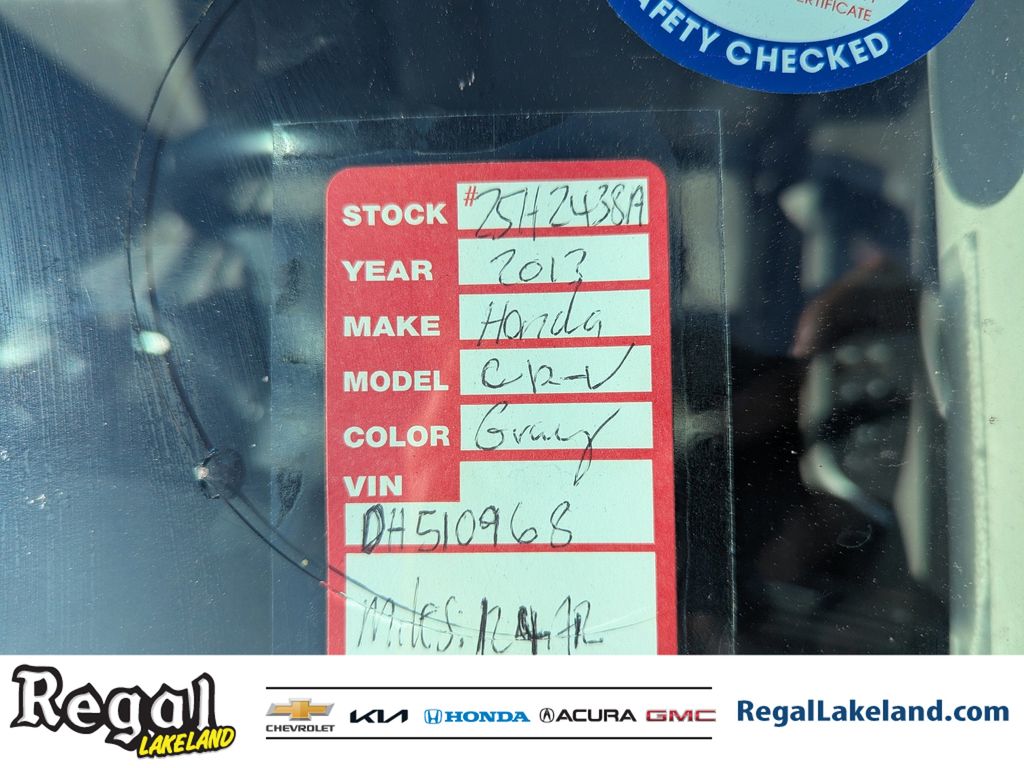 CERTIFICATE
SAFETY CHECKED
STOCK #25H2438A
YEAR 2013
MAKE Honda
MODEL CR-V
COLOR Gray
VIN
DH510968
Miles:
Regal
LAKELAND
CHEVROLET KIA HONDA ACURA GMC
RegalLakeland.com